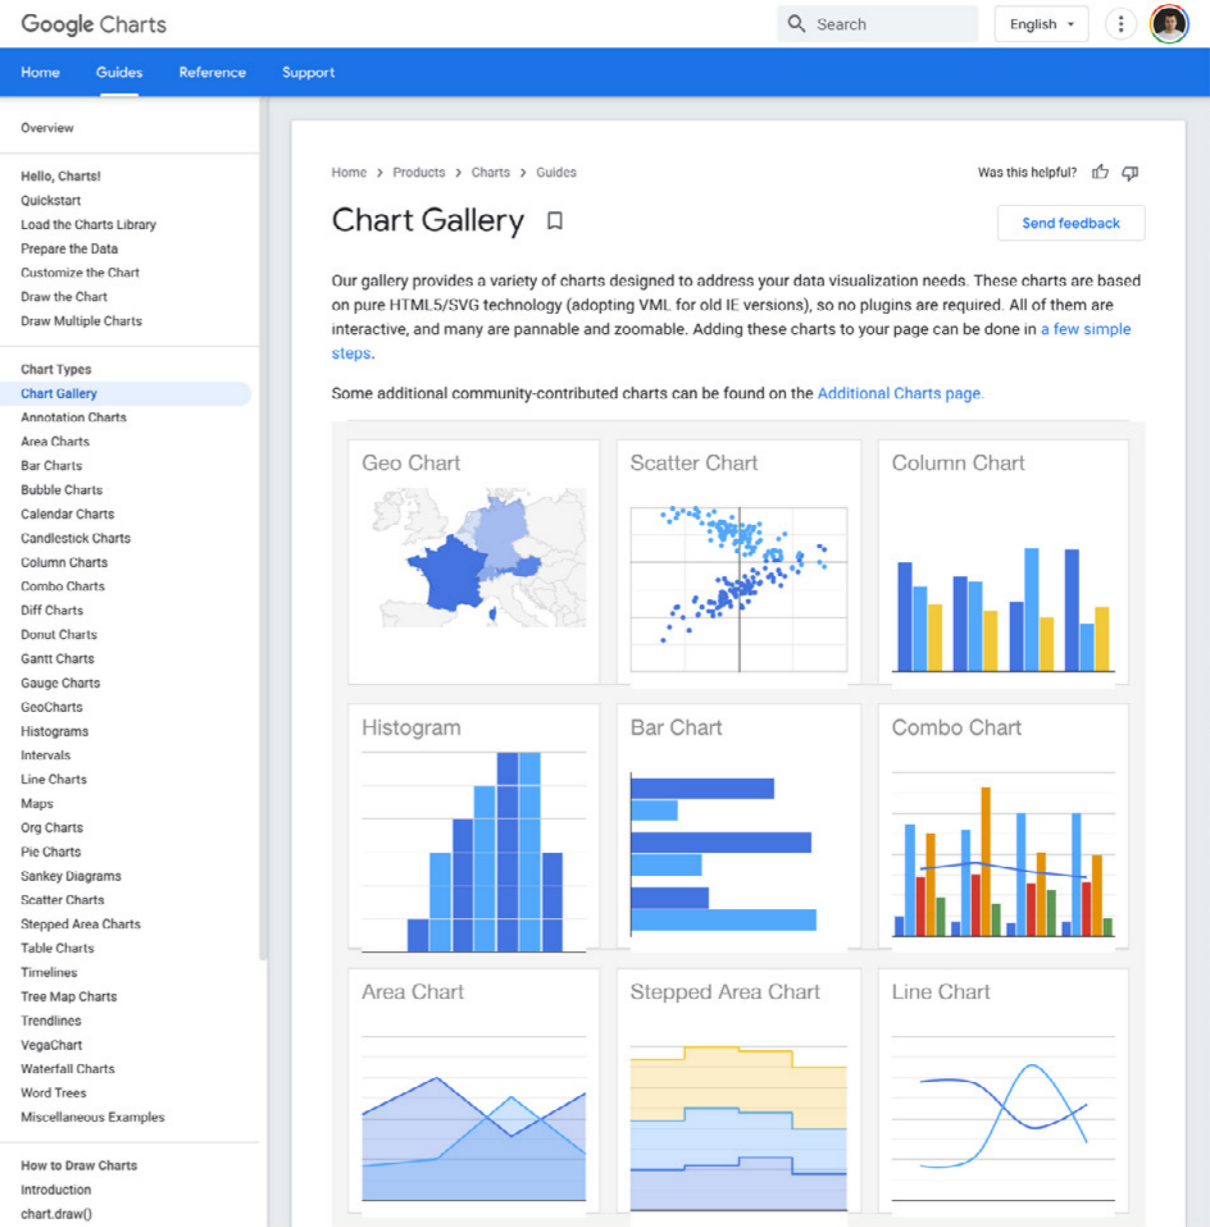 Google Charts
Search
English
Home
Guides
Reference
Support
Overview
Hello, Charts!
Quickstart
Load the Charts Library
Prepare the Data
Customize the Chart
Draw the Chart
Draw Multiple Charts
Chart Types
Chart Gallery
Annotation Charts
Area Charts
Bar Charts
Bubble Charts
Calendar Charts
Candlestick Charts
Column Charts
Combo Charts
Diff Charts
Donut Charts
Gantt Charts
Gauge Charts
GeoCharts
Histograms
Intervals
Line Charts
Maps
Org Charts
Pie Charts
Sankey Diagrams
Scatter Charts
Stepped Area Charts
Table Charts
Timelines
Tree Map Charts
Trendlines
VegaChart
Waterfall Charts
Word Trees
Miscellaneous Examples
How to Draw Charts
Introduction
chart.draw()
Home > Products > Charts > Guides
Was this helpful?
Chart Gallery
Send feedback
Our gallery provides a variety of charts designed to address your data visualization needs. These charts are based
on pure HTML5/SVG technology (adopting VML for old IE versions), so no plugins are required. All of them are
interactive, and many are pannable and zoomable. Adding these charts to your page can be done in a few simple
steps.
Some additional community-contributed charts can be found on the Additional Charts page.
Geo Chart
Scatter Chart
Column Chart
Histogram
Bar Chart
Combo Chart
Area Chart
Stepped Area Chart
Line Chart